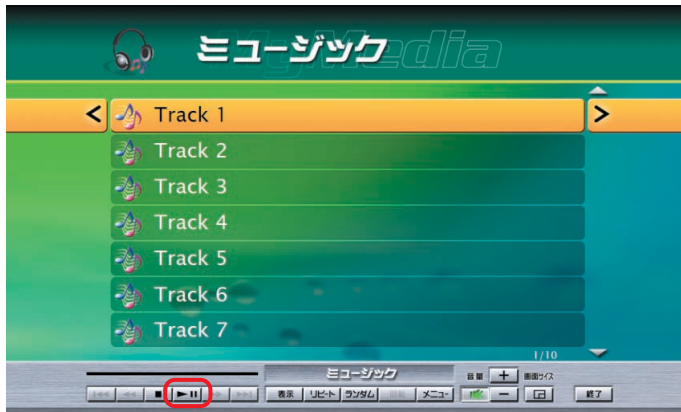 ミュージック
MyMedia
Track 1
Track 2
Track 3
Track 4
Track 5
Track 6
Track 7
1/10
ミュージック
音量 + 画面サイズ
表示 リピート ランダム メニュー − 終了